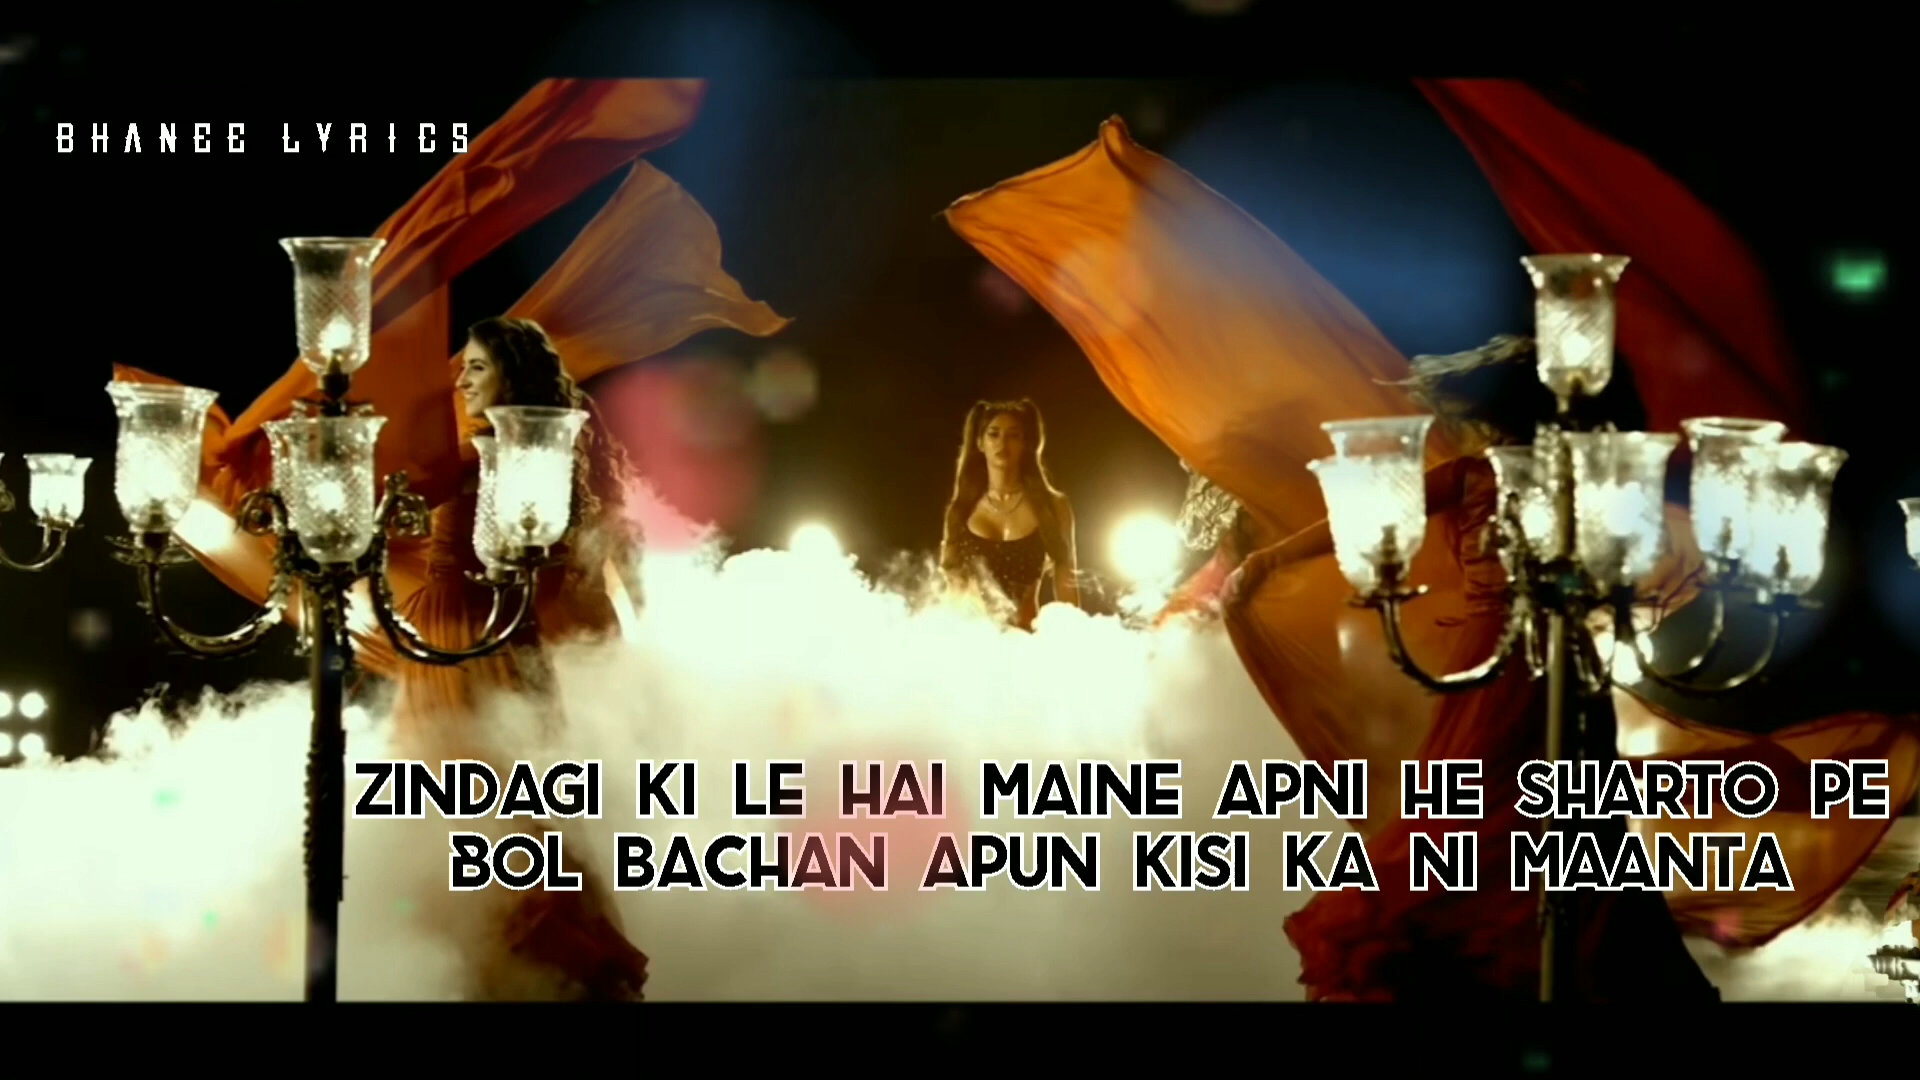 BHANEE LYRICS
ZINDAGI KI LE HAI MAINE APNI HE SHARTO PE
BOL BACHAN APUN KISI KA NI MAANTA